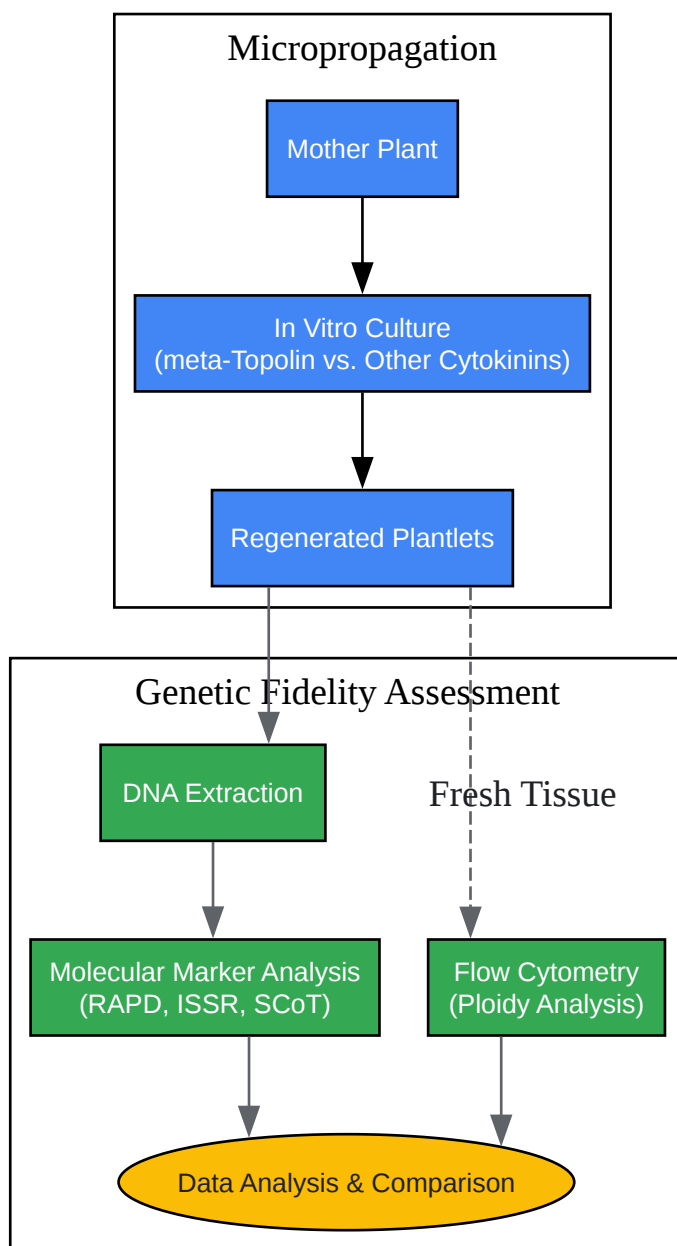 Micropropagation
Mother Plant
In Vitro Culture
(meta-Topolin vs. Other Cytokinins)
Regenerated Plantlets
Genetic Fidelity Assessment
DNA Extraction
Fresh Tissue
Molecular Marker Analysis
(RAPD, ISSR, SCoT)
Flow Cytometry
(Ploidy Analysis)
Data Analysis & Comparison